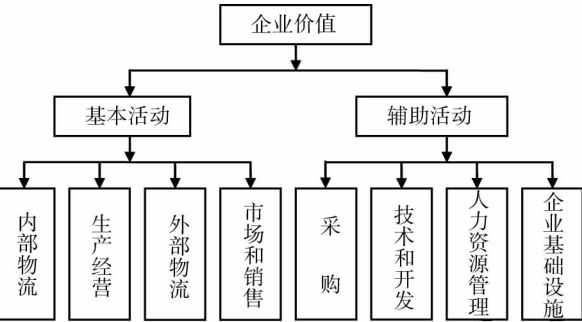 企业价值
基本活动
辅助活动
内部物流
生产经营
外部物流
市场和销售
采购
技术和开发
人力资源管理
企业基础设施